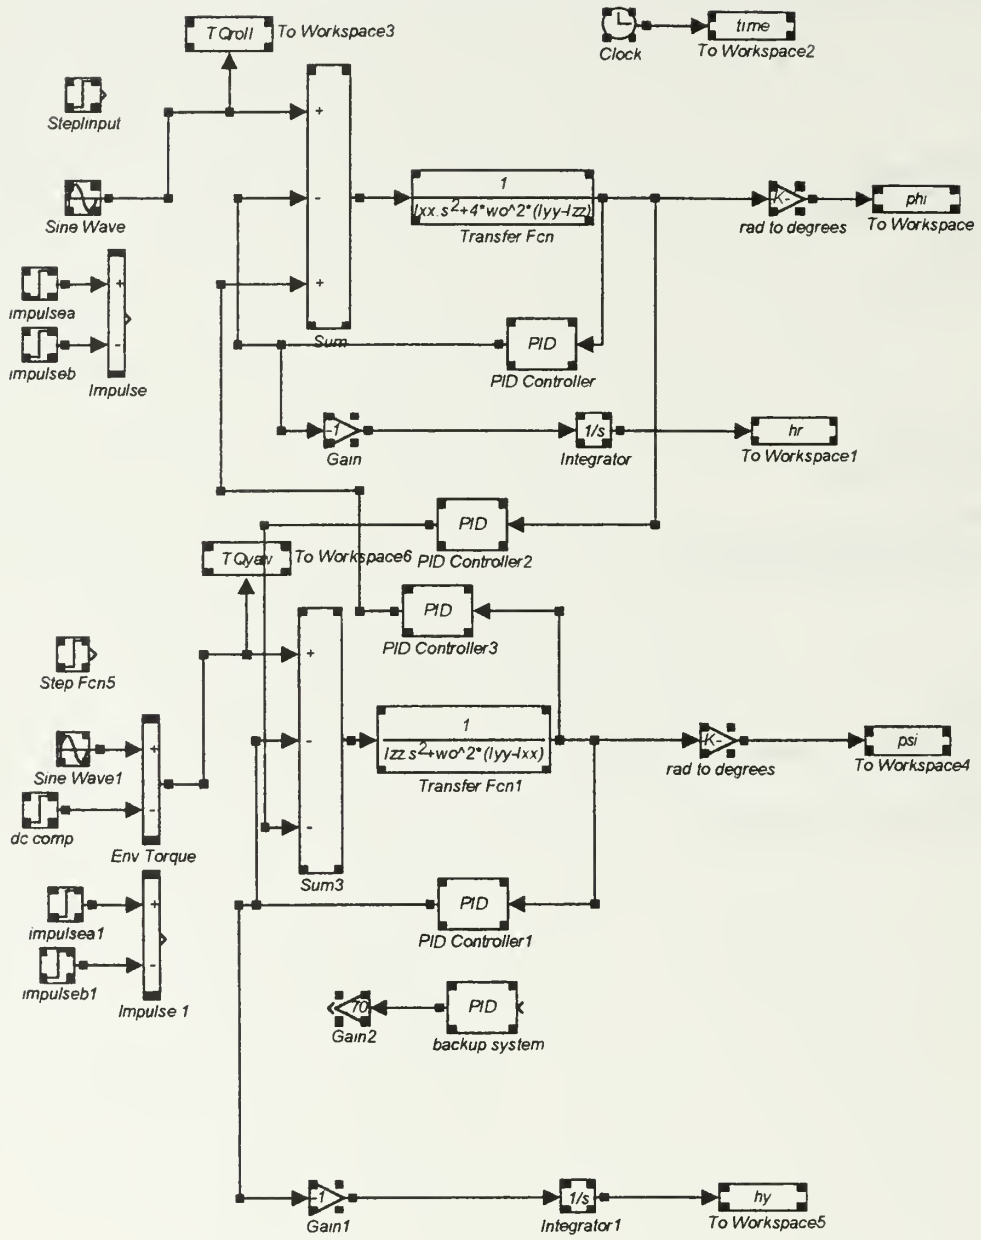 TQroll To Workspace3
time
Clock
To Workspace2
StepInput
+
Sine Wave
-
1
Ixx.s^2+4*wo^2*(Iyy-Izz)
Transfer Fcn
K-
rad to degrees
phi
To Workspace
impulsea
+
+
impulseb
-
Impulse
Sum
PID
PID Controller
-1
Gain
1/s
Integrator
hr
To Workspace1
PID
PID Controller2
TQyaw To Workspace6
PID
PID Controller3
Step Fcn5
+
Sine Wave1
+
-
1
Izz.s^2+wo^2*(Iyy-Ixx)
Transfer Fcn1
K-
rad to degrees
psi
To Workspace4
dc comp
-
Env Torque
-
Sum3
impulsea1
+
PID
PID Controller1
impulseb1
-
Impulse 1
70
Gain2
PID
backup system
-1
Gain1
1/s
Integrator1
hy
To Workspace5